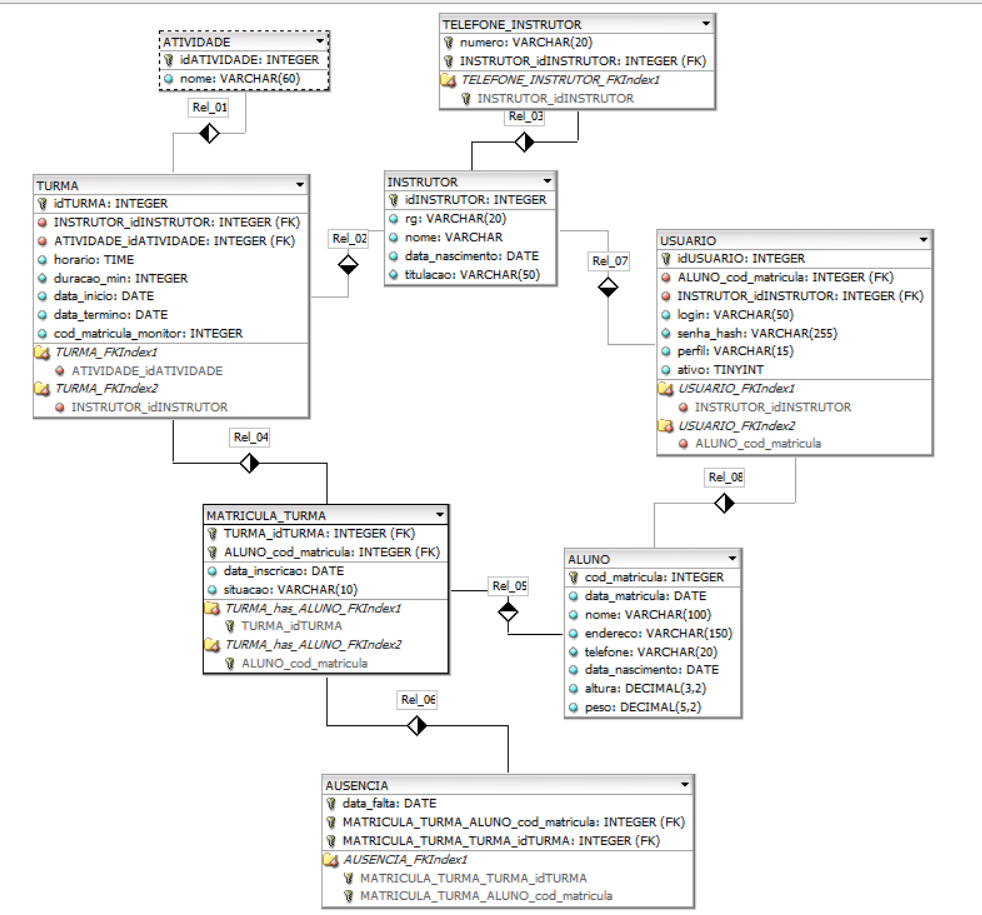 ATIVIDADE
idATIVIDADE: INTEGER
nome: VARCHAR(60)
Rel_01
TELEFONE_INSTRUTOR
numero: VARCHAR(20)
INSTRUTOR_idINSTRUTOR: INTEGER (FK)
TELEFONE_INSTRUTOR_FKIndex1
INSTRUTOR_idINSTRUTOR
Rel_03
TURMA
idTURMA: INTEGER
INSTRUTOR_idINSTRUTOR: INTEGER (FK)
ATIVIDADE_idATIVIDADE: INTEGER (FK)
horario: TIME
duracao_min: INTEGER
data_inicio: DATE
data_termino: DATE
cod_matricula_monitor: INTEGER
TURMA_FKIndex1
ATIVIDADE_idATIVIDADE
TURMA_FKIndex2
INSTRUTOR_idINSTRUTOR
Rel_02
INSTRUTOR
idINSTRUTOR: INTEGER
rg: VARCHAR(20)
nome: VARCHAR
data_nascimento: DATE
titulacao: VARCHAR(50)
Rel_07
USUARIO
idUSUARIO: INTEGER
ALUNO_cod_matricula: INTEGER (FK)
INSTRUTOR_idINSTRUTOR: INTEGER (FK)
login: VARCHAR(50)
senha_hash: VARCHAR(255)
perfil: VARCHAR(15)
ativo: TINYINT
USUARIO_FKIndex1
INSTRUTOR_idINSTRUTOR
USUARIO_FKIndex2
ALUNO_cod_matricula
Rel_04
Rel_08
MATRICULA_TURMA
TURMA_idTURMA: INTEGER (FK)
ALUNO_cod_matricula: INTEGER (FK)
data_inscricao: DATE
situacao: VARCHAR(10)
TURMA_has_ALUNO_FKIndex1
TURMA_idTURMA
TURMA_has_ALUNO_FKIndex2
ALUNO_cod_matricula
Rel_05
ALUNO
cod_matricula: INTEGER
data_matricula: DATE
nome: VARCHAR(100)
endereco: VARCHAR(150)
telefone: VARCHAR(20)
data_nascimento: DATE
altura: DECIMAL(3,2)
peso: DECIMAL(5,2)
Rel_06
AUSENCIA
data_falta: DATE
MATRICULA_TURMA_ALUNO_cod_matricula: INTEGER (FK)
MATRICULA_TURMA_TURMA_idTURMA: INTEGER (FK)
AUSENCIA_FKIndex1
MATRICULA_TURMA_TURMA_idTURMA
MATRICULA_TURMA_ALUNO_cod_matricula